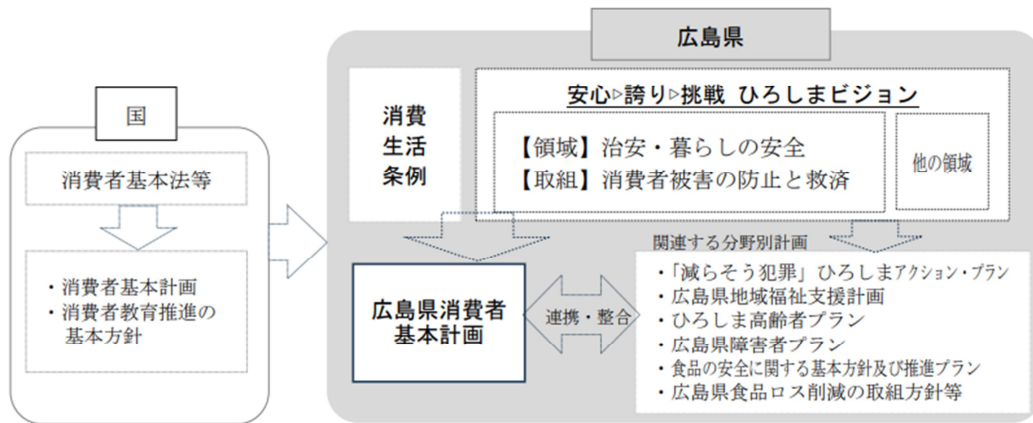 広島県
国
消費者基本法等
・消費者基本計画
・消費者教育推進の
基本方針
消費
生活
条例
安心▷誇り▷挑戦 ひろしまビジョン
【領域】治安・暮らしの安全
【取組】消費者被害の防止と救済
他の領域
広島県消費者
基本計画
連携・整合
関連する分野別計画
・「減らそう犯罪」ひろしまアクション・プラン
・広島県地域福祉支援計画
・ひろしま高齢者プラン
・広島県障害者プラン
・食品の安全に関する基本方針及び推進プラン
・広島県食品ロス削減の取組方針等